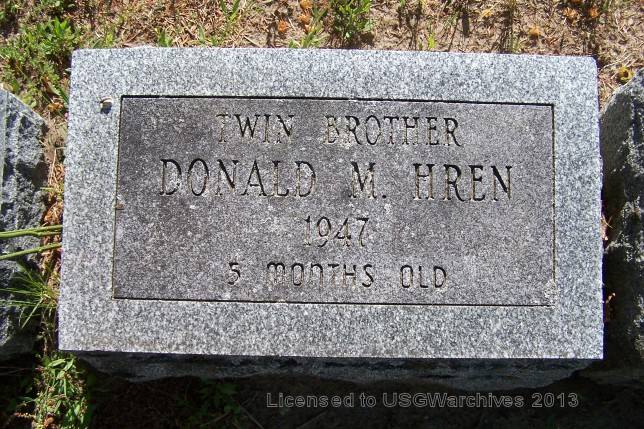 TWIN BROTHER
DONALD M. HREN
1947
5 MONTHS OLD
Licensed to USGWarchives 2013